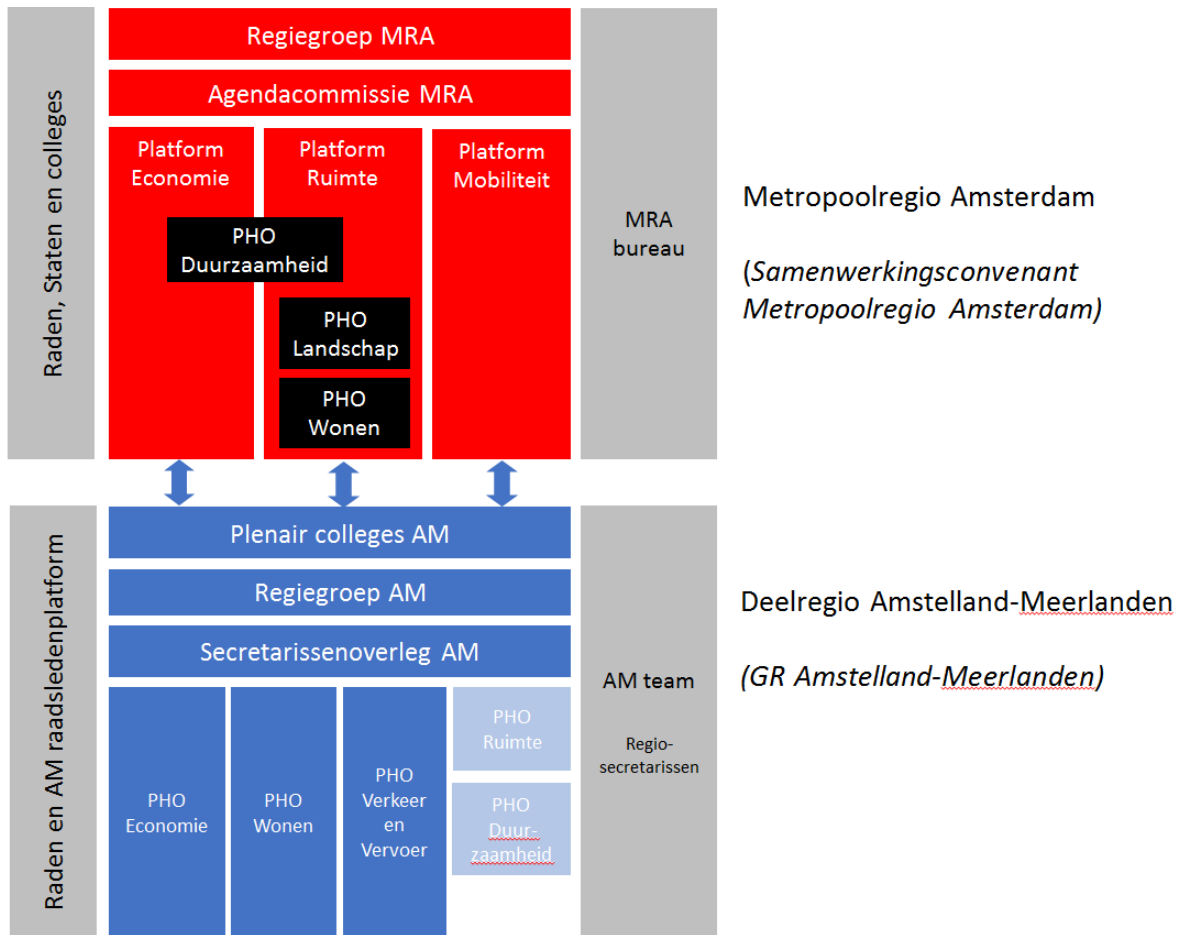 Raden, Staten en colleges
Regiegroep MRA
Agendacommissie MRA
Platform
Economie
Platform
Ruimte
Platform
Mobiliteit
PHO
Duurzaamheid
PHO
Landschap
PHO
Wonen
MRA
bureau
Metropoolregio Amsterdam
(Samenwerkingsconvenant
Metropoolregio Amsterdam)
Raden en AM raadsledenplatform
Plenair colleges AM
Regiegroep AM
Secretarissenoverleg AM
PHO
Economie
PHO
Wonen
PHO
Verkeer
en
Vervoer
PHO
Ruimte
PHO
Duur-
zaamheid
AM team
Regio-
secretarissen
Deelregio Amstelland-Meerlanden
(GR Amstelland-Meerlanden)